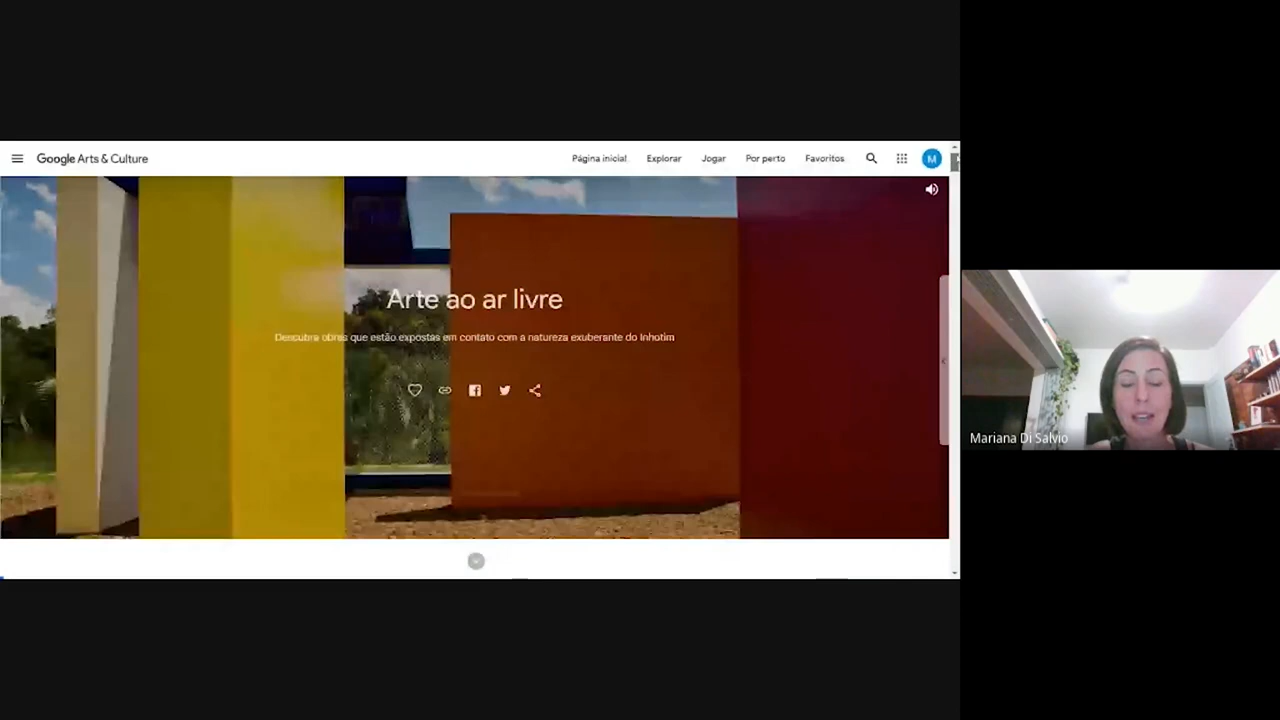 Google Arts & Culture
Página inicial
Explorar
Jogar
Por perto
Favoritos
M
Arte ao ar livre
Descubra obras que estão expostas em contato com a natureza exuberante do Inhotim
Mariana Di Salvio